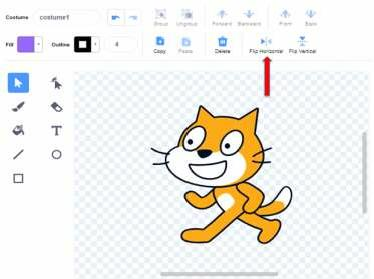 Costume costume1
Group Ungroup Forward Backward Front Back
Fill Outline 4 Copy Paste Delete Flip Horizontal Flip Vertical
T